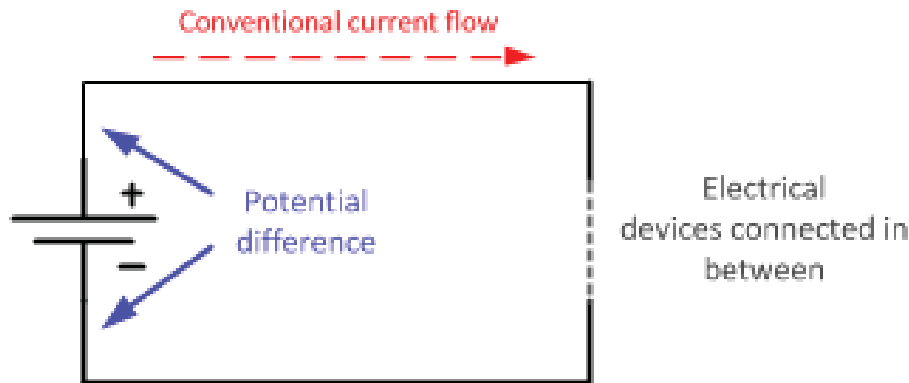 Conventional current flow
+
Potential
difference
−
Electrical
devices connected in
between